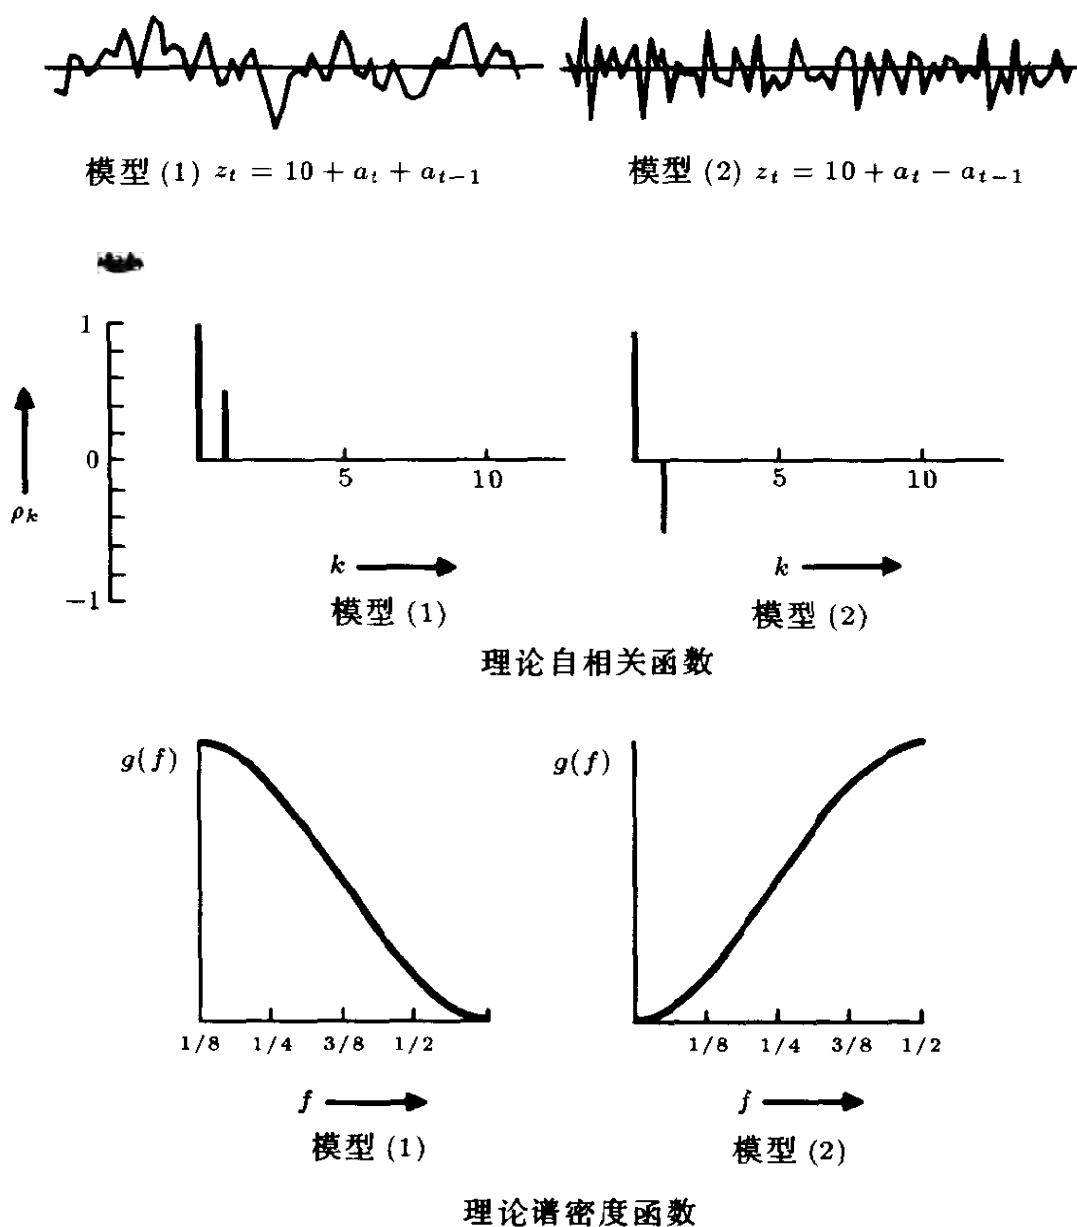 模型 (1) z_t = 10 + a_t + a_{t-1}
模型 (2) z_t = 10 + a_t - a_{t-1}
1
0
-1
ρ_k
5 10
5 10
k
k
模型 (1)
模型 (2)
理论自相关函数
g(f)
g(f)
1/8 1/4 3/8 1/2
1/8 1/4 3/8 1/2
f
f
模型 (1)
模型 (2)
理论谱密度函数